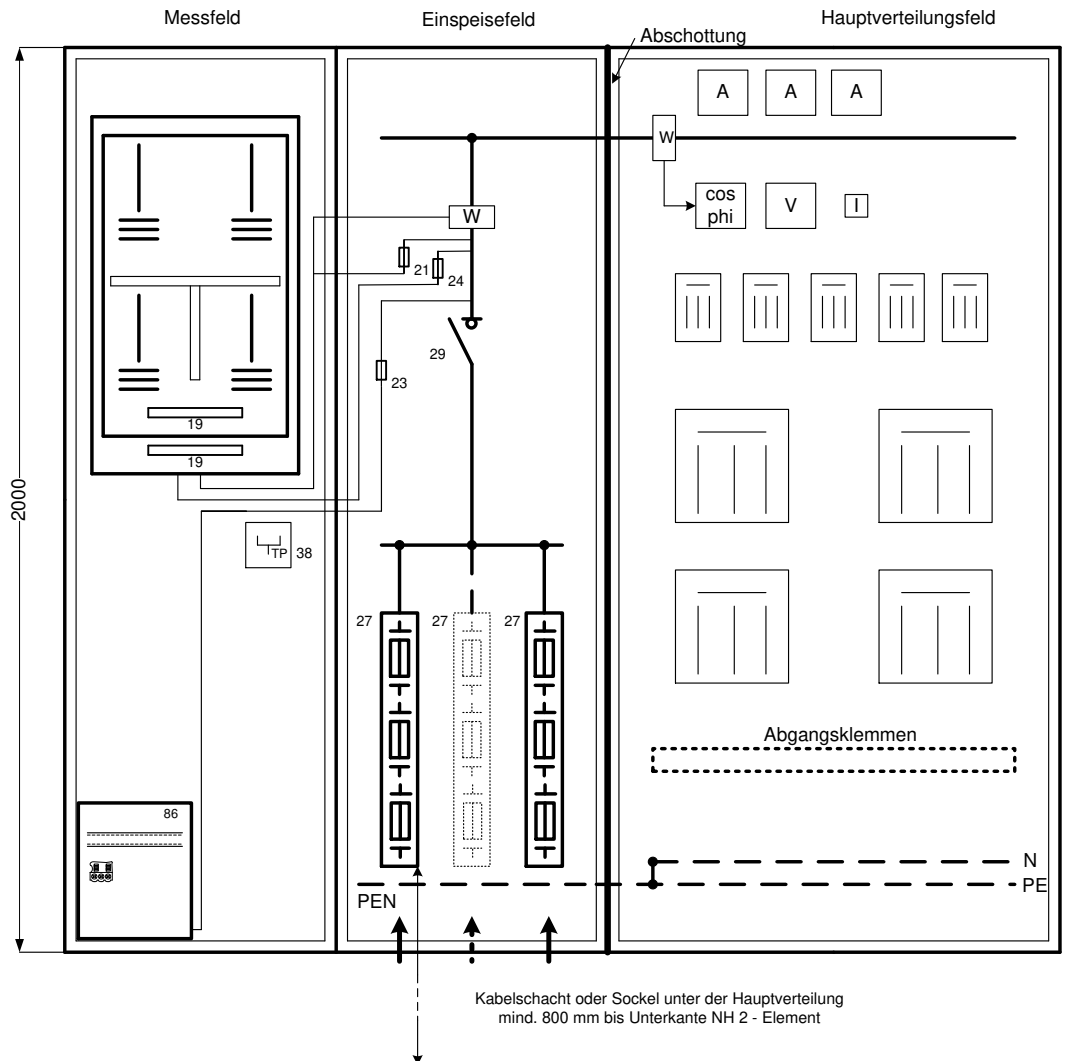 Messfeld
Einspeisefeld
Hauptverteilungsfeld
Abschottung
A A A
W
cos
phi
V
I
W
21
24
29
23
19
19
2000
TP 38
27 27 27
Abgangsklemmen
86
N
PE
PEN
Kabelschacht oder Sockel unter der Hauptverteilung
mind. 800 mm bis Unterkante NH 2 - Element